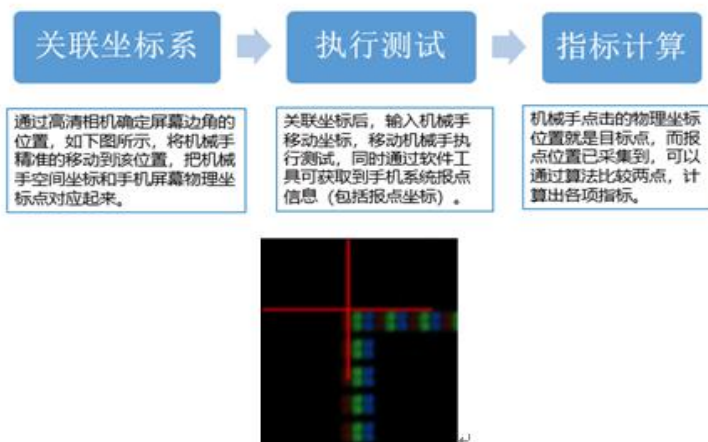 关联坐标系
执行测试
指标计算
通过高清相机确定屏幕边角的
位置，如下图所示，将机械手
精准的移动到该位置，把机械
手空间坐标和手机屏幕物理坐
标点对应起来。
关联坐标后，输入机械手
移动坐标，移动机械手执
行测试，同时通过软件工
具可获取到手机系统报点
信息（包括报点坐标）。
机械手点击的物理坐标
位置就是目标点，而报
点位置已采集到，可以
通过算法比较两点，计
算出各项指标。